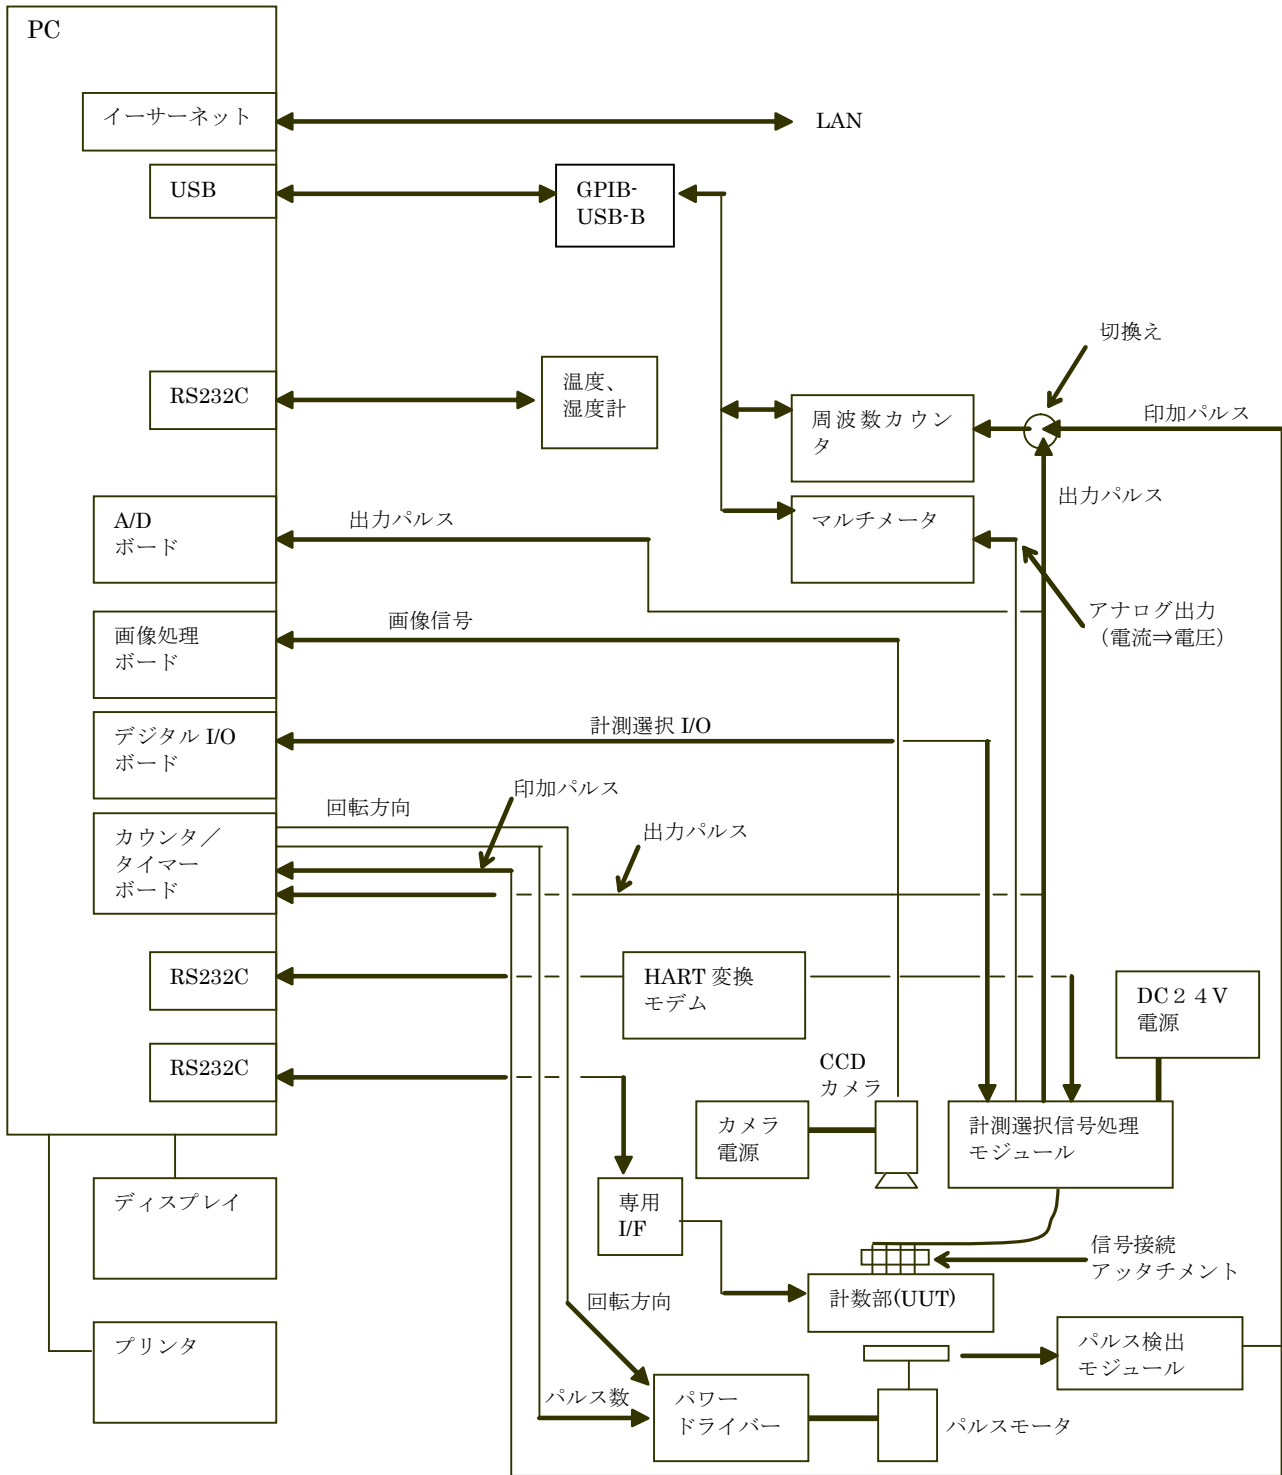 PC
イーサーネット
LAN
USB
GPIB-
USB-B
切換え
RS232C
温度、
湿度計
周波数カウン
タ
印加パルス
A/D
ボード
出力パルス
マルチメータ
出力パルス
画像処理
ボード
画像信号
アナログ出力
（電流⇒電圧）
デジタル I/O
ボード
計測選択 I/O
印加パルス
回転方向
カウンタ／
タイマー
ボード
出力パルス
RS232C
HART 変換
モデム
DC２４V
電源
RS232C
CCD
カメラ
カメラ
電源
計測選択信号処理
モジュール
ディスプレイ
専用
I/F
信号接続
アッタチメント
計数部(UUT)
回転方向
プリンタ
パルス検出
モジュール
パルス数
パワー
ドライバー
パルスモータ